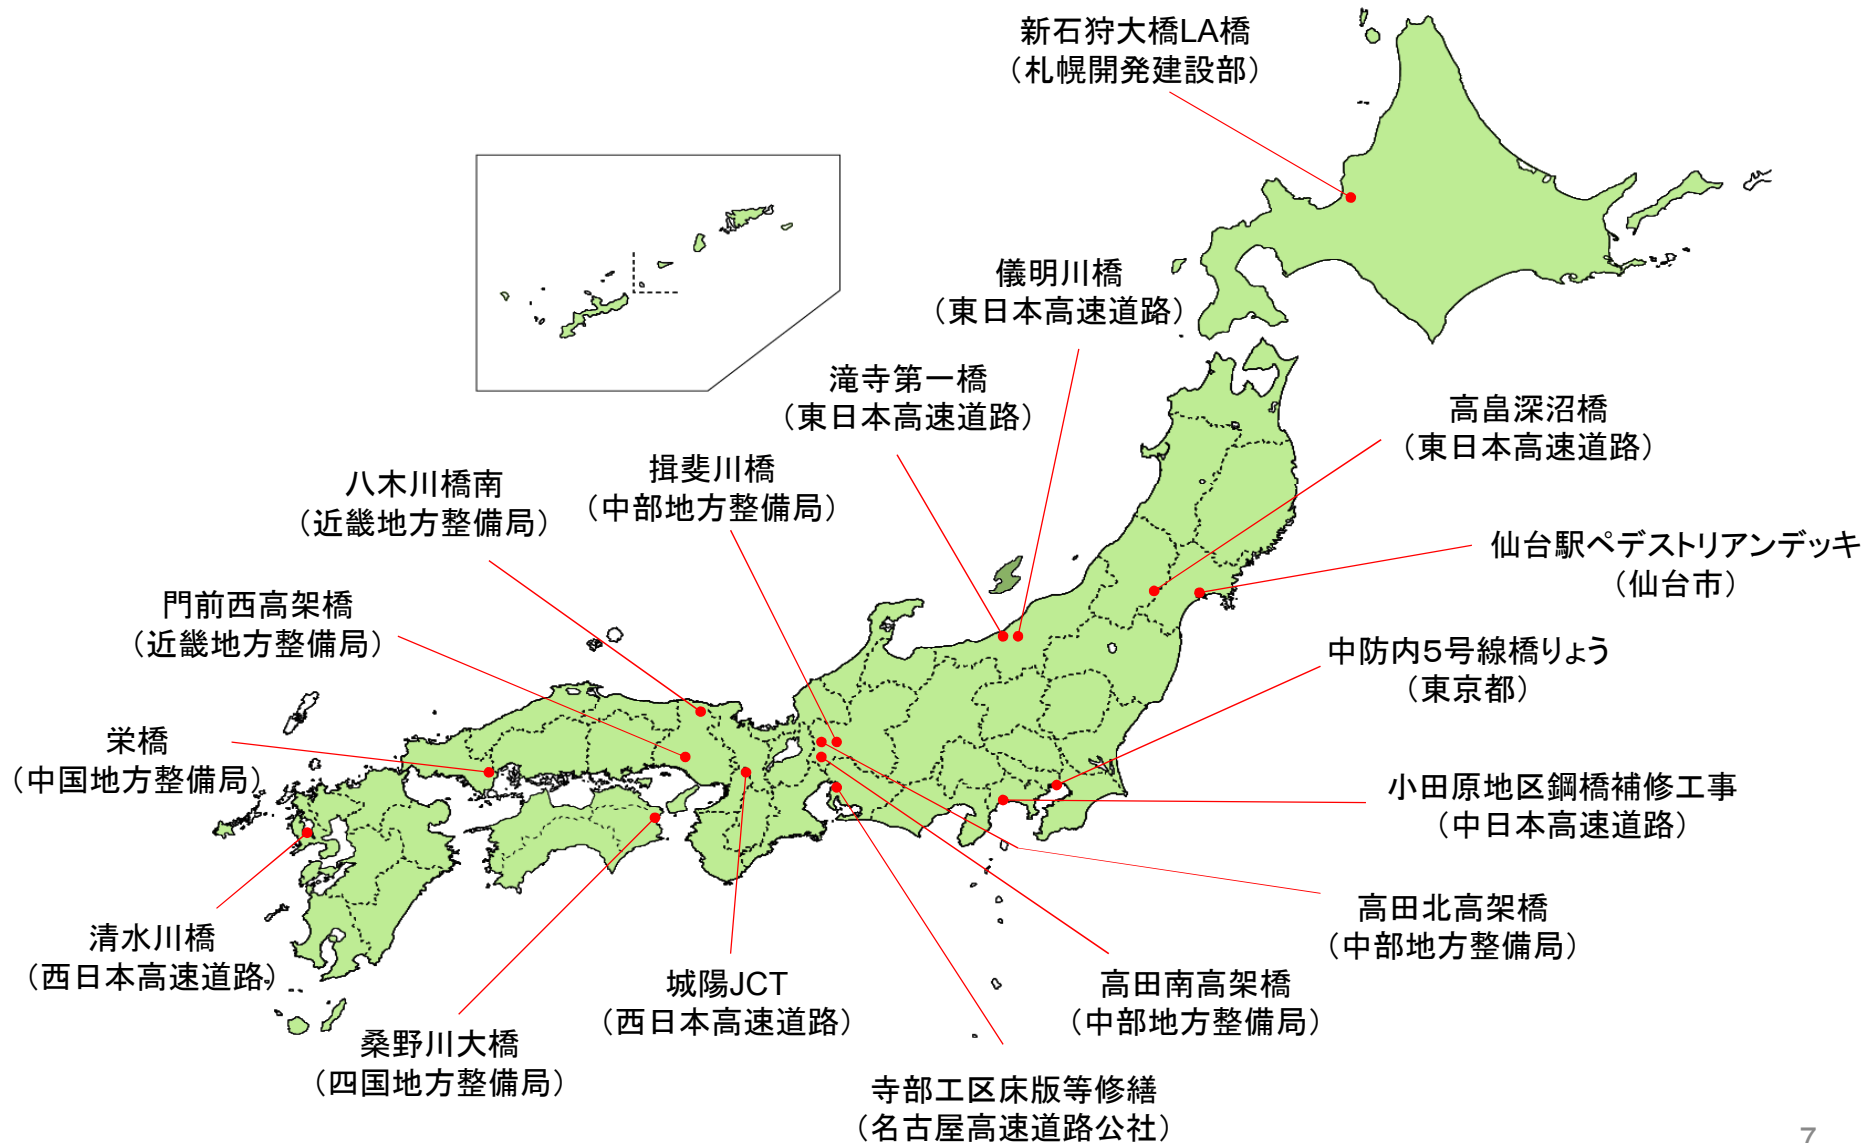 新石狩大橋LA橋
（札幌開発建設部）
儀明川橋
（東日本高速道路）
滝寺第一橋
（東日本高速道路）
高畠深沼橋
（東日本高速道路）
揖斐川橋
（中部地方整備局）
八木川橋南
（近畿地方整備局）
仙台駅ペデストリアンデッキ
（仙台市）
門前西高架橋
（近畿地方整備局）
中防内５号線橋りょう
（東京都）
栄橋
（中国地方整備局）
小田原地区鋼橋補修工事
（中日本高速道路）
高田北高架橋
（中部地方整備局）
清水川橋
（西日本高速道路）
城陽JCT
（西日本高速道路）
高田南高架橋
（中部地方整備局）
桑野川大橋
（四国地方整備局）
寺部工区床版等修繕
（名古屋高速道路公社）
7